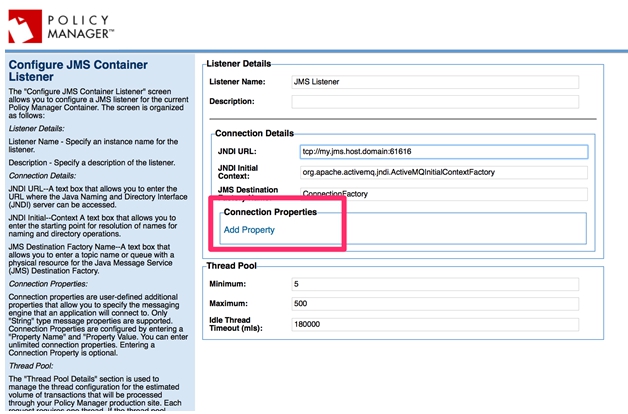 POLICY
MANAGER™
Configure JMS Container
Listener
The "Configure JMS Container Listener" screen
allows you to configure a JMS listener for the current
Policy Manager Container. The screen is organized
as follows:
Listener Details:
Listener Name - Specify an instance name for the
listener.
Description - Specify a description of the listener.
Connection Details:
JNDI URL--A text box that allows you to enter the
URL where the Java Naming and Directory Interface
(JNDI) server can be accessed.
JNDI Initial--Context A text box that allows you to
enter the starting point for resolution of names for
naming and directory operations.
JMS Destination Factory Name--A text box that
allows you to enter a topic name or queue with a
physical resource for the Java Message Service
(JMS) Destination Factory.
Connection Properties:
Connection properties are user-defined additional
properties that allow you to specify the messaging
engine that an application will connect to. Only
"String" type message properties are supported.
Connection Properties are configured by entering a
"Property Name" and "Property Value. You can enter
unlimited connection properties. Entering a
Connection Property is optional.
Thread Pool:
The "Thread Pool Details" section is used to
manage the thread configuration for the estimated
volume of transactions that will be processed
through your Policy Manager production site. Each
request requires one thread. If the thread pool
Listener Details
Listener Name: JMS Listener
Description:
Connection Details
JNDI URL: tcp://my.jms.host.domain:61616
JNDI Initial
Context: org.apache.activemq.jndi.ActiveMQInitialContextFactory
JMS Destination
ConnectionFactory
Connection Properties
Add Property
Thread Pool
Minimum: 5
Maximum: 500
Idle Thread
Timeout (mls): 180000